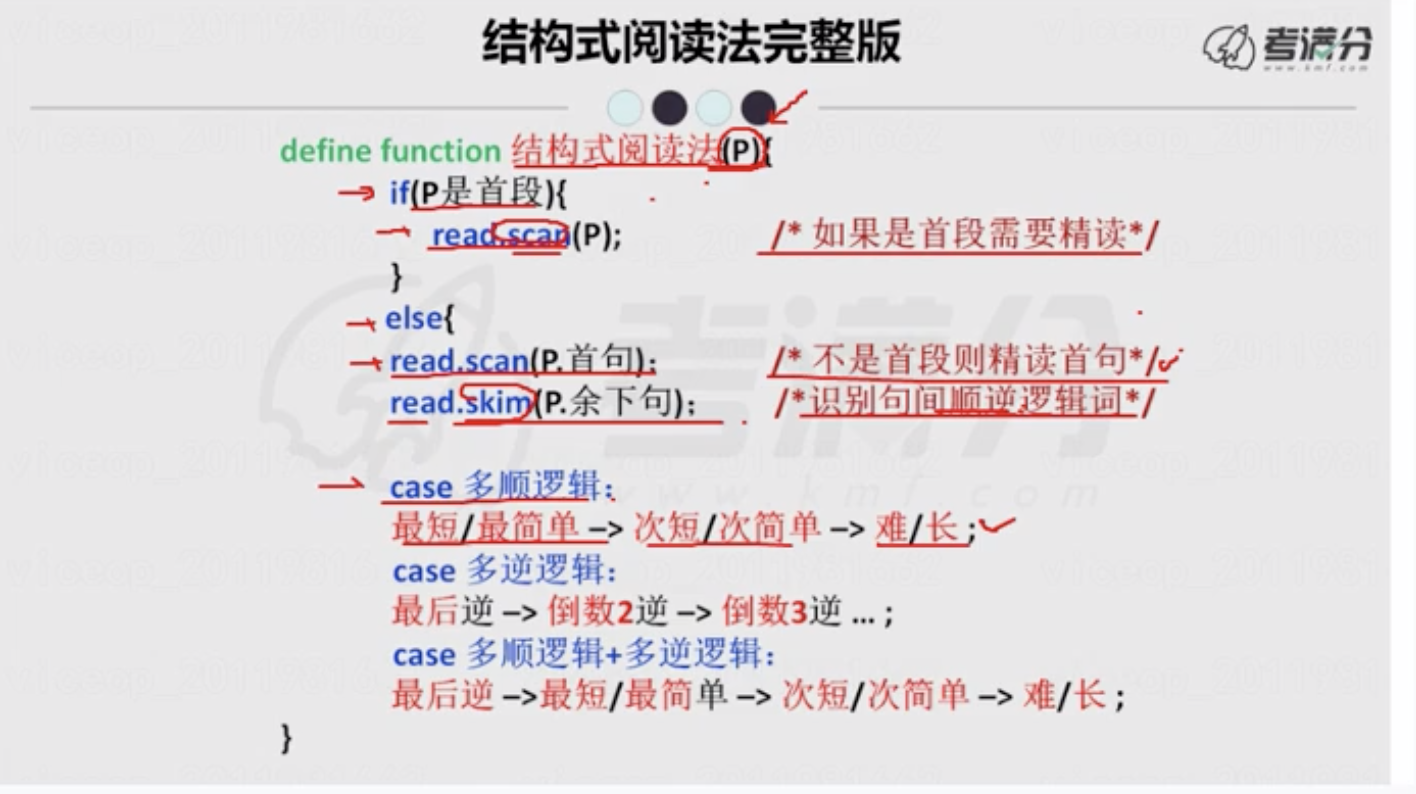 结构式阅读法完整版
考满分
www.kmf.com
define function 结构式阅读法(P){
if(P是首段){
read.scan(P); /* 如果是首段需要精读*/
}
else{
read.scan(P.首句); /* 不是首段则精读首句*/
read.skim(P.余下句); /*识别句间顺逆逻辑词*/
考满分
www.kmf.com
case 多顺逻辑:
最短/最简单 –> 次短/次简单 –> 难/长 ;
case 多逆逻辑:
最后逆 –> 倒数2逆 –> 倒数3逆 ... ;
case 多顺逻辑+多逆逻辑:
最后逆 –>最短/最简单 –> 次短/次简单 –> 难/长 ;
}